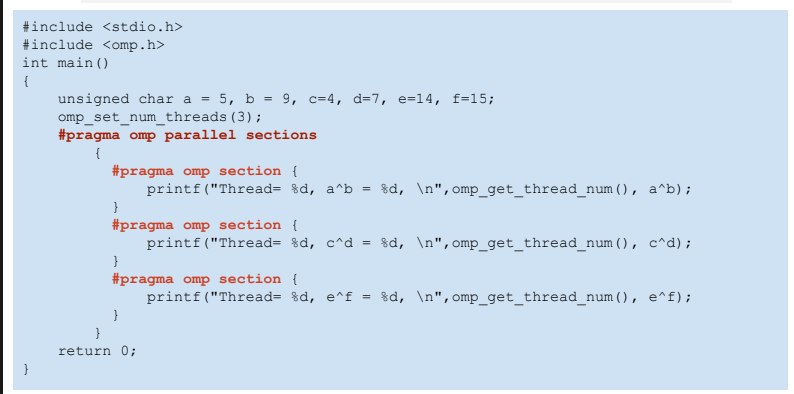 #include <stdio.h>
#include <omp.h>
int main()
{
    unsigned char a = 5, b = 9, c=4, d=7, e=14, f=15;
    omp_set_num_threads(3);
    #pragma omp parallel sections
        {
          #pragma omp section {
              printf("Thread= %d, a^b = %d, \n",omp_get_thread_num(), a^b);
          }
          #pragma omp section {
              printf("Thread= %d, c^d = %d, \n",omp_get_thread_num(), c^d);
          }
          #pragma omp section {
              printf("Thread= %d, e^f = %d, \n",omp_get_thread_num(), e^f);
          }
        }
    return 0;
}